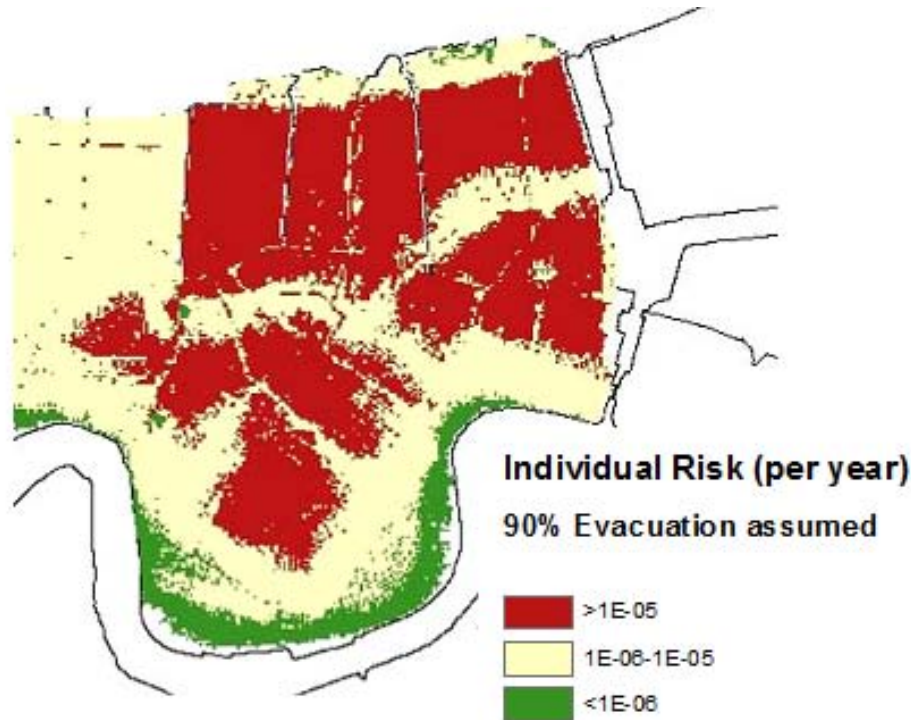 Individual Risk (per year)
90% Evacuation assumed
>1E-05
1E-06-1E-05
<1E-06